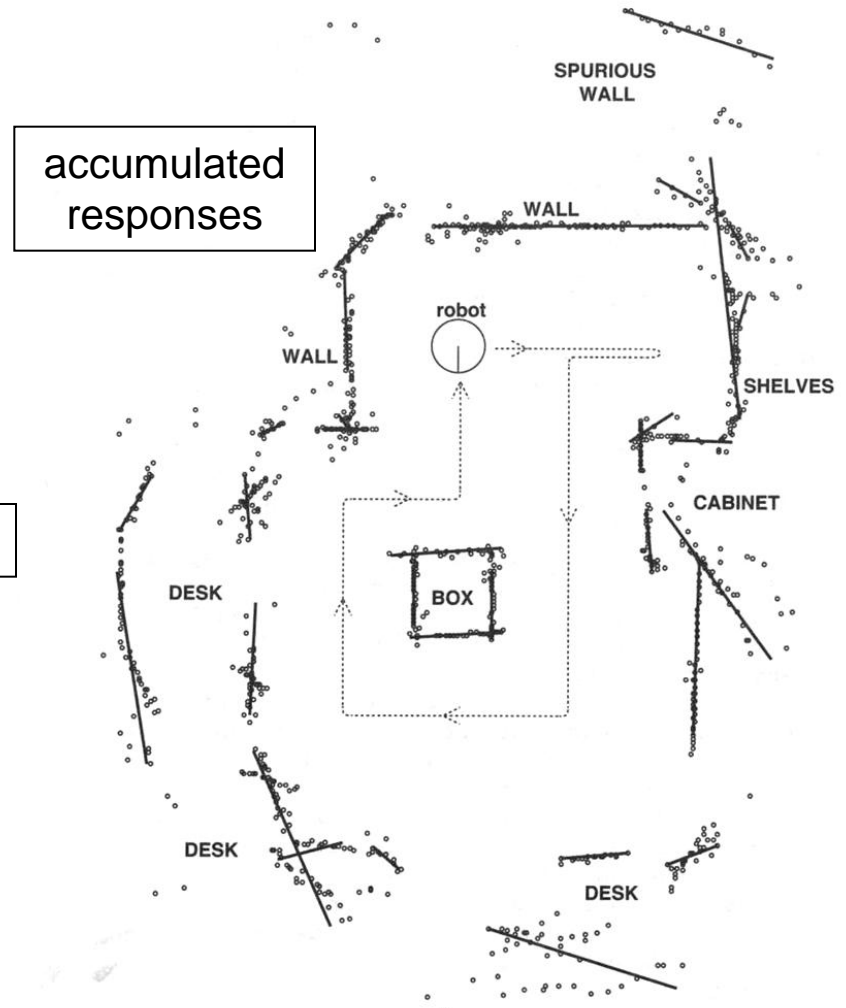 SPURIOUS
WALL
accumulated
responses
WALL
robot
WALL
SHELVES
CABINET
DESK
BOX
DESK
DESK